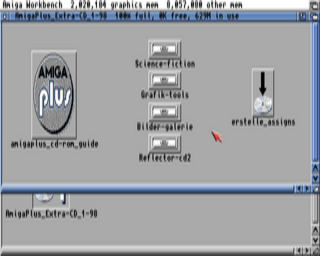 Amiga Workbench 2,020,104 graphics mem 8,057,000 other mem
AmigaPlus_Extra-CD_1-98 100% full, 0K free, 629M in use
Science-fiction
AMIGA
plus
Grafik-tools
Bilder-galerie
erstelle_assigns
amigaplus_cd-rom_guide
Reflector-cd2
AmigaPlus_Extra-CD_1-98